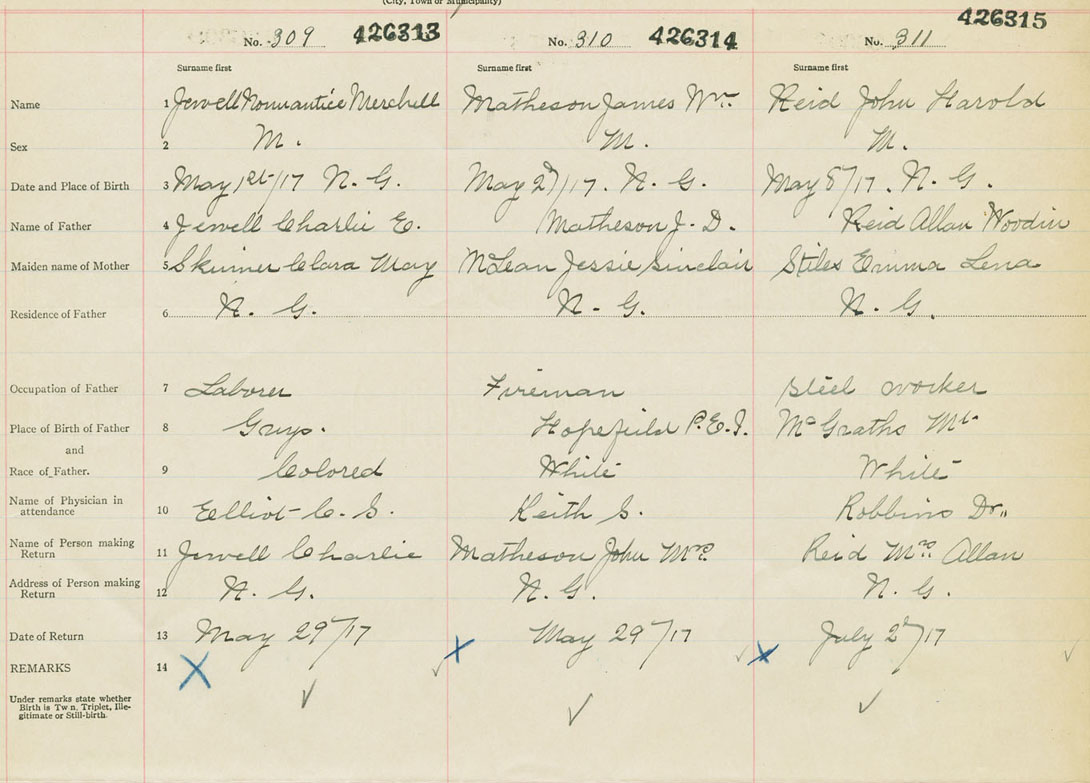 (City, Town or Municipality)
No. 309 426313 No. 310 426314 No. 311 426315
Surname first Surname first Surname first
Name 1 Jewell Merchell Matheson James Wm. Reid John Harold
Sex 2 M. M. M.
Date and Place of Birth 3 May 1st/17 N. G. May 2nd/17. N. G. May 8/17. N. G.
Name of Father 4 Jewell Charlie E. Matheson J. D. Reid Allan Woodin
Maiden name of Mother 5 Skinner Clara May McLean Jessie Sinclair Stiles Emma Lena
Residence of Father 6 N. G. N. G. N. G.
Occupation of Father 7 Laborer Fireman Steel worker
Place of Birth of Father 8 Guys. Hopefield P.E.I. McGraths Mt
and
Race of Father. 9 Colored White White
Name of Physician in
attendance 10 Elliot C. S. Keith S. Robbins Dr.
Name of Person making
Return 11 Jewell Charlie Matheson John Mrs Reid Mrs. Allan
Address of Person making
Return 12 N. G. N. G. N. G.
Date of Return 13 May 29/17 May 29/17 July 2/17
REMARKS 14 X X X
Under remarks state whether
Birth is Twn. Triplet, Ille-
gitimate or Still-birth.